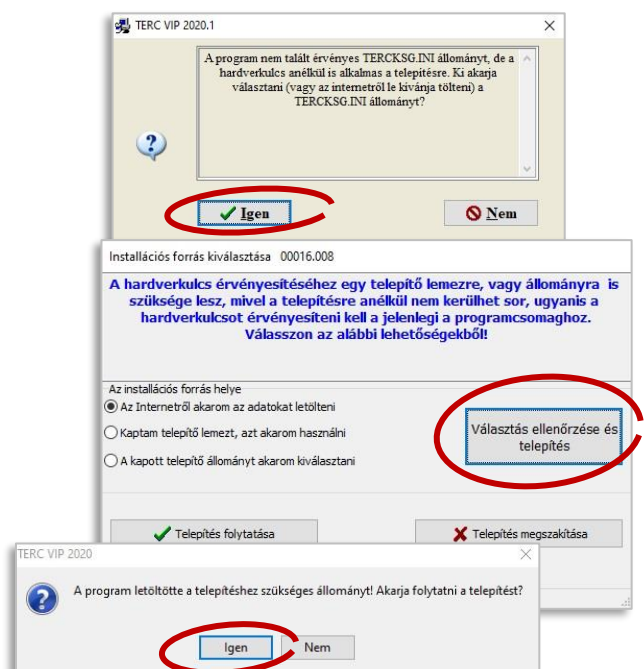 TERC VIP 2020.1
A program nem talált érvényes TERCKSG.INI állományt, de a
hardverkulcs anélkül is alkalmas a telepítésre. Ki akarja
választani (vagy az internetről le kivánja tölteni) a
TERCKSG.INI állományt?
Igen
Nem
Installációs forrás kiválasztása 00016.008
A hardverkulcs érvényesítéséhez egy telepítő lemezre, vagy állományra is
szüksége lesz, mivel a telepítésre anélkül nem kerülhet sor, ugyanis a
hardverkulcsot érvényesíteni kell a jelenlegi a programcsomaghoz.
Válasszon az alábbi lehetőségekből!
Az installációs forrás helye
Az Internetről akarom az adatokat letölteni
Kaptam telepítő lemezt, azt akarom használni
A kapott telepítő állományt akarom kiválasztani
Választás ellenőrzése és
telepítés
Telepítés folytatása
Telepítés megszakítása
TERC VIP 2020
A program letöltötte a telepítéshez szükséges állományt! Akarja folytatni a telepítést?
Igen
Nem